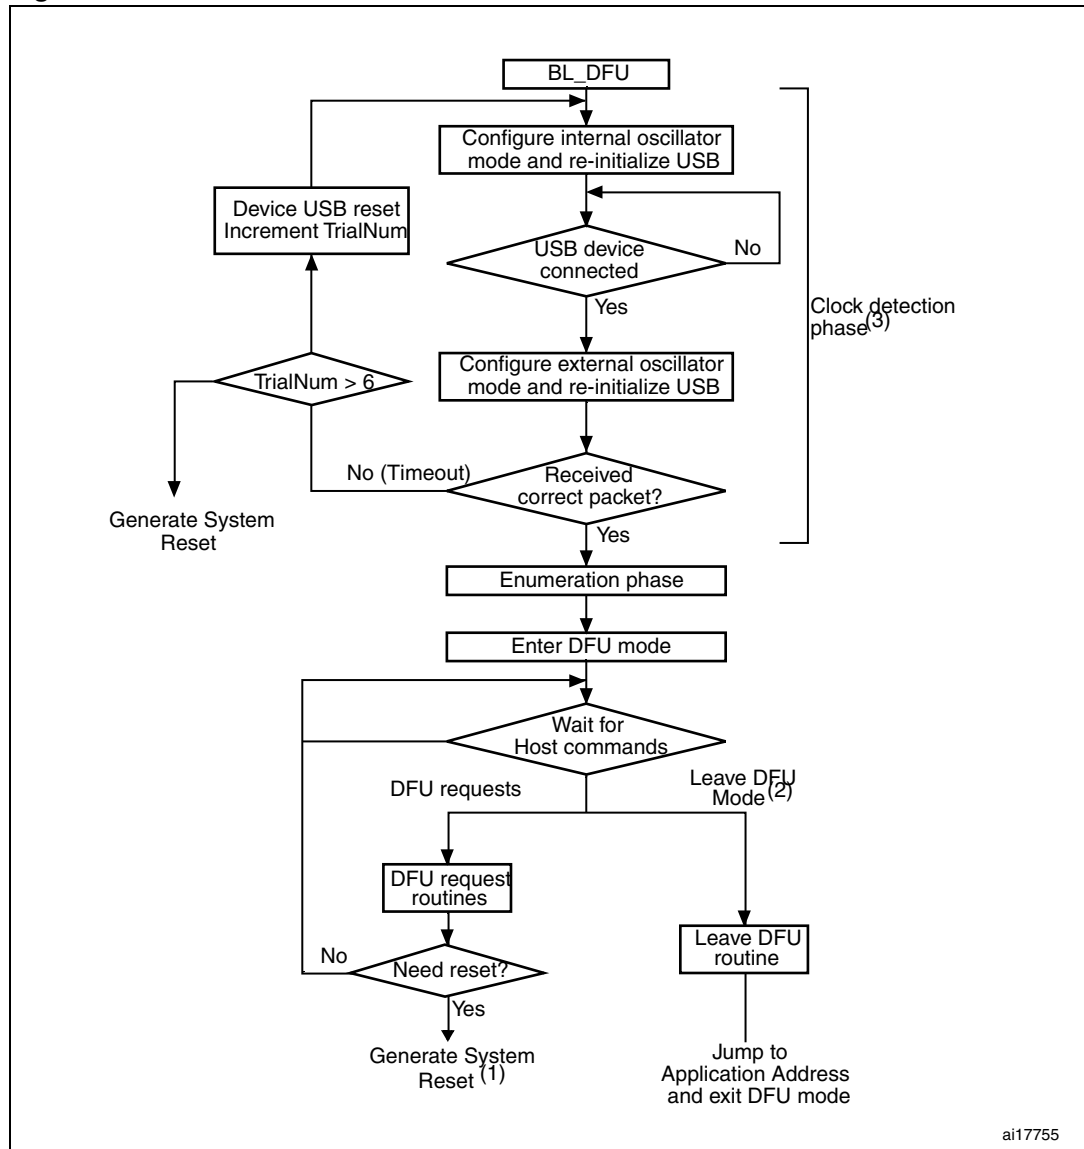 BL_DFU
Configure internal oscillator
mode and re-initialize USB
Device USB reset
Increment TrialNum
USB device
connected
No
Yes
Clock detection
phase(3)
Configure external oscillator
mode and re-initialize USB
TrialNum > 6
No (Timeout)
Received
correct packet?
Generate System
Reset
Yes
Enumeration phase
Enter DFU mode
Wait for
Host commands
DFU requests
Leave DFU
Mode(2)
DFU request
routines
Leave DFU
routine
No
Need reset?
Yes
Generate System
Reset (1)
Jump to
Application Address
and exit DFU mode
ai17755